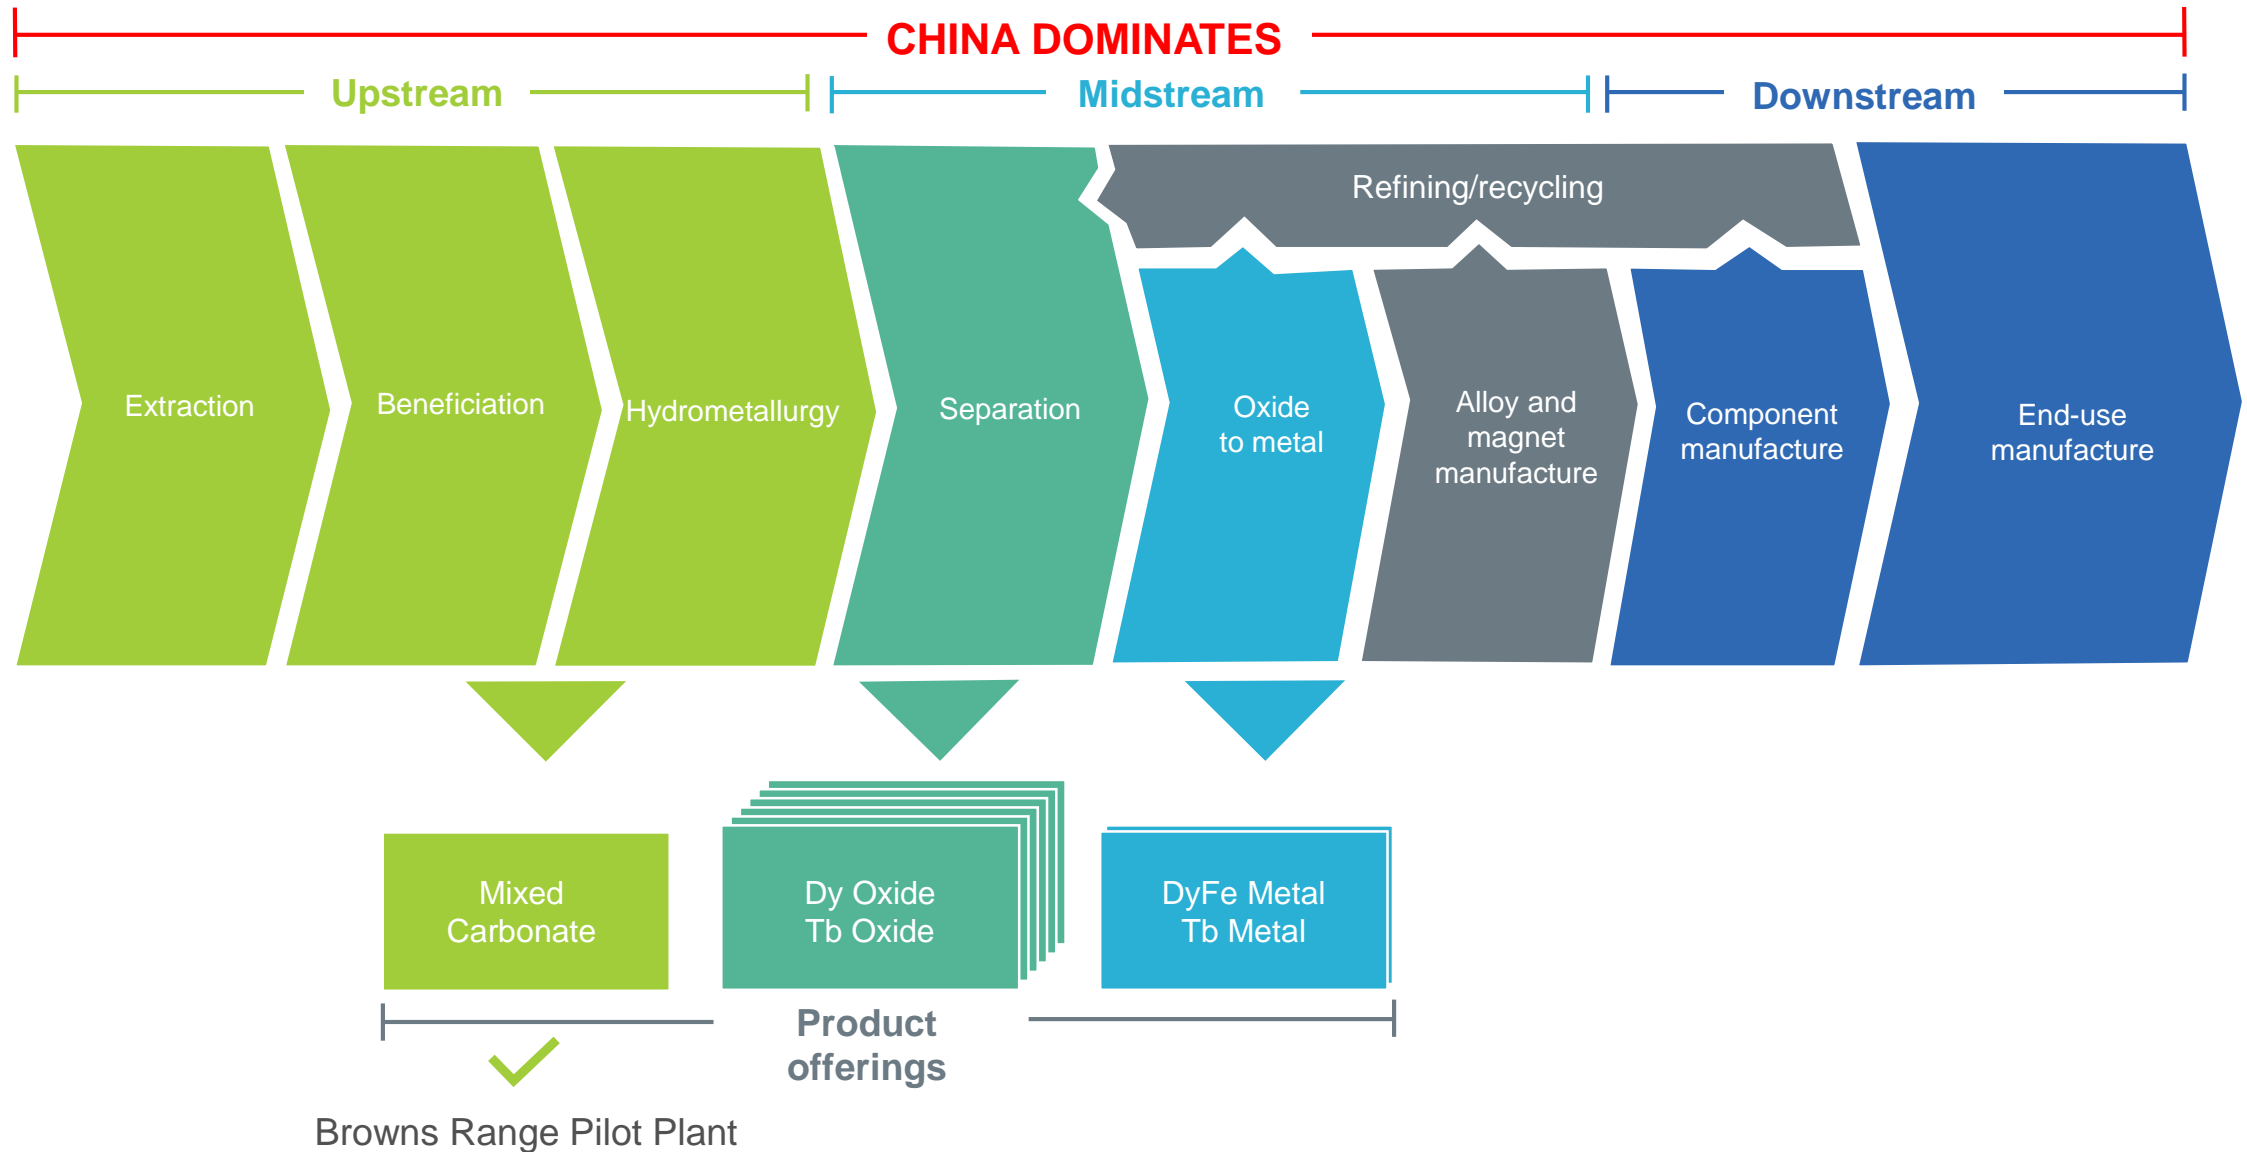 CHINA DOMINATES
Upstream
Midstream
Downstream
Refining/recycling
Extraction
Beneficiation
Hydrometallurgy
Separation
Oxide
to metal
Alloy and
magnet
manufacture
Component
manufacture
End-use
manufacture
Mixed
Carbonate
Dy Oxide
Tb Oxide
DyFe Metal
Tb Metal
Product
offerings
Browns Range Pilot Plant